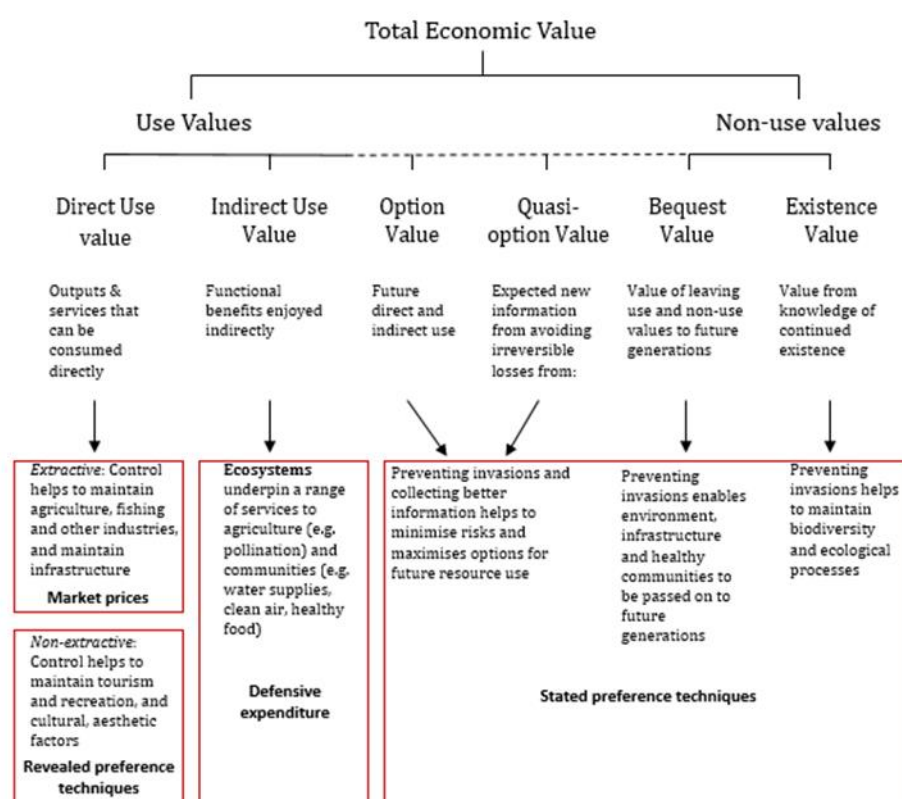 Total Economic Value
Use Values
Non-use values
Direct Use
value
Indirect Use
Value
Option
Value
Quasi-
option Value
Bequest
Value
Existence
Value
Outputs &
services that
can be
consumed
directly
Functional
benefits enjoyed
indirectly
Future
direct and
indirect use
Expected new
information
from avoiding
irreversible
losses from:
Value of leaving
use and non-use
values to future
generations
Value from
knowledge of
continued
existence
Extractive: Control
helps to maintain
agriculture, fishing
and other industries,
and maintain
infrastructure
Market prices
Non-extractive:
Control helps to
maintain tourism
and recreation, and
cultural, aesthetic
factors
Revealed preference
techniques
Ecosystems
underpin a range
of services to
agriculture (e.g.
pollination) and
communities (e.g.
water supplies,
clean air, healthy
food)
Defensive
expenditure
Preventing invasions and
collecting better
information helps to
minimise risks and
maximises options for
future resource use
Preventing
invasions enables
environment,
infrastructure
and healthy
communities to
be passed on to
future
generations
Preventing
invasions helps
to maintain
biodiversity
and ecological
processes
Stated preference techniques